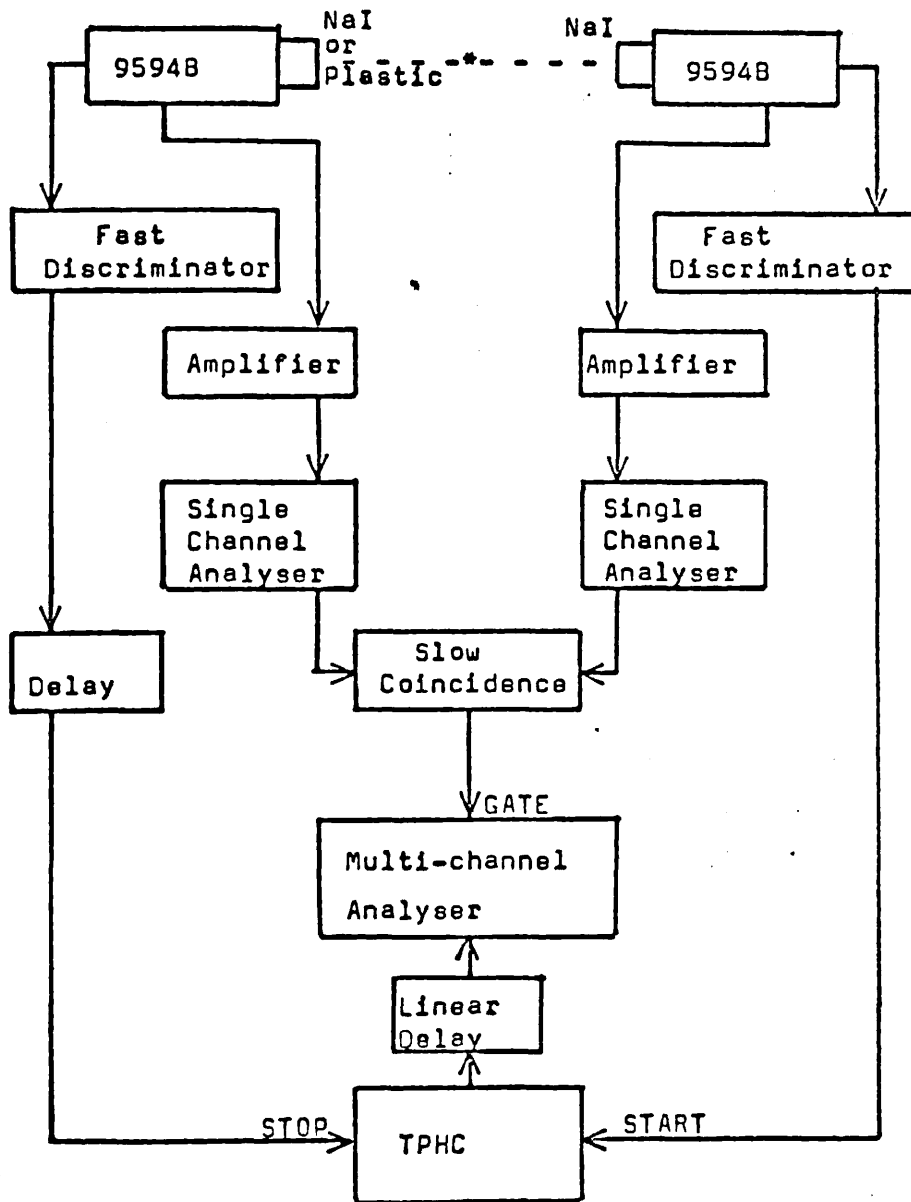 NaI
or
plastic
NaI
*
9594B
9594B
Fast
Discriminator
Fast
Discriminator
Amplifier
Amplifier
Single
Channel
Analyser
Single
Channel
Analyser
Delay
Slow
Coincidence
GATE
Multi-channel
Analyser
Linear
Delay
STOP
TPHC
START